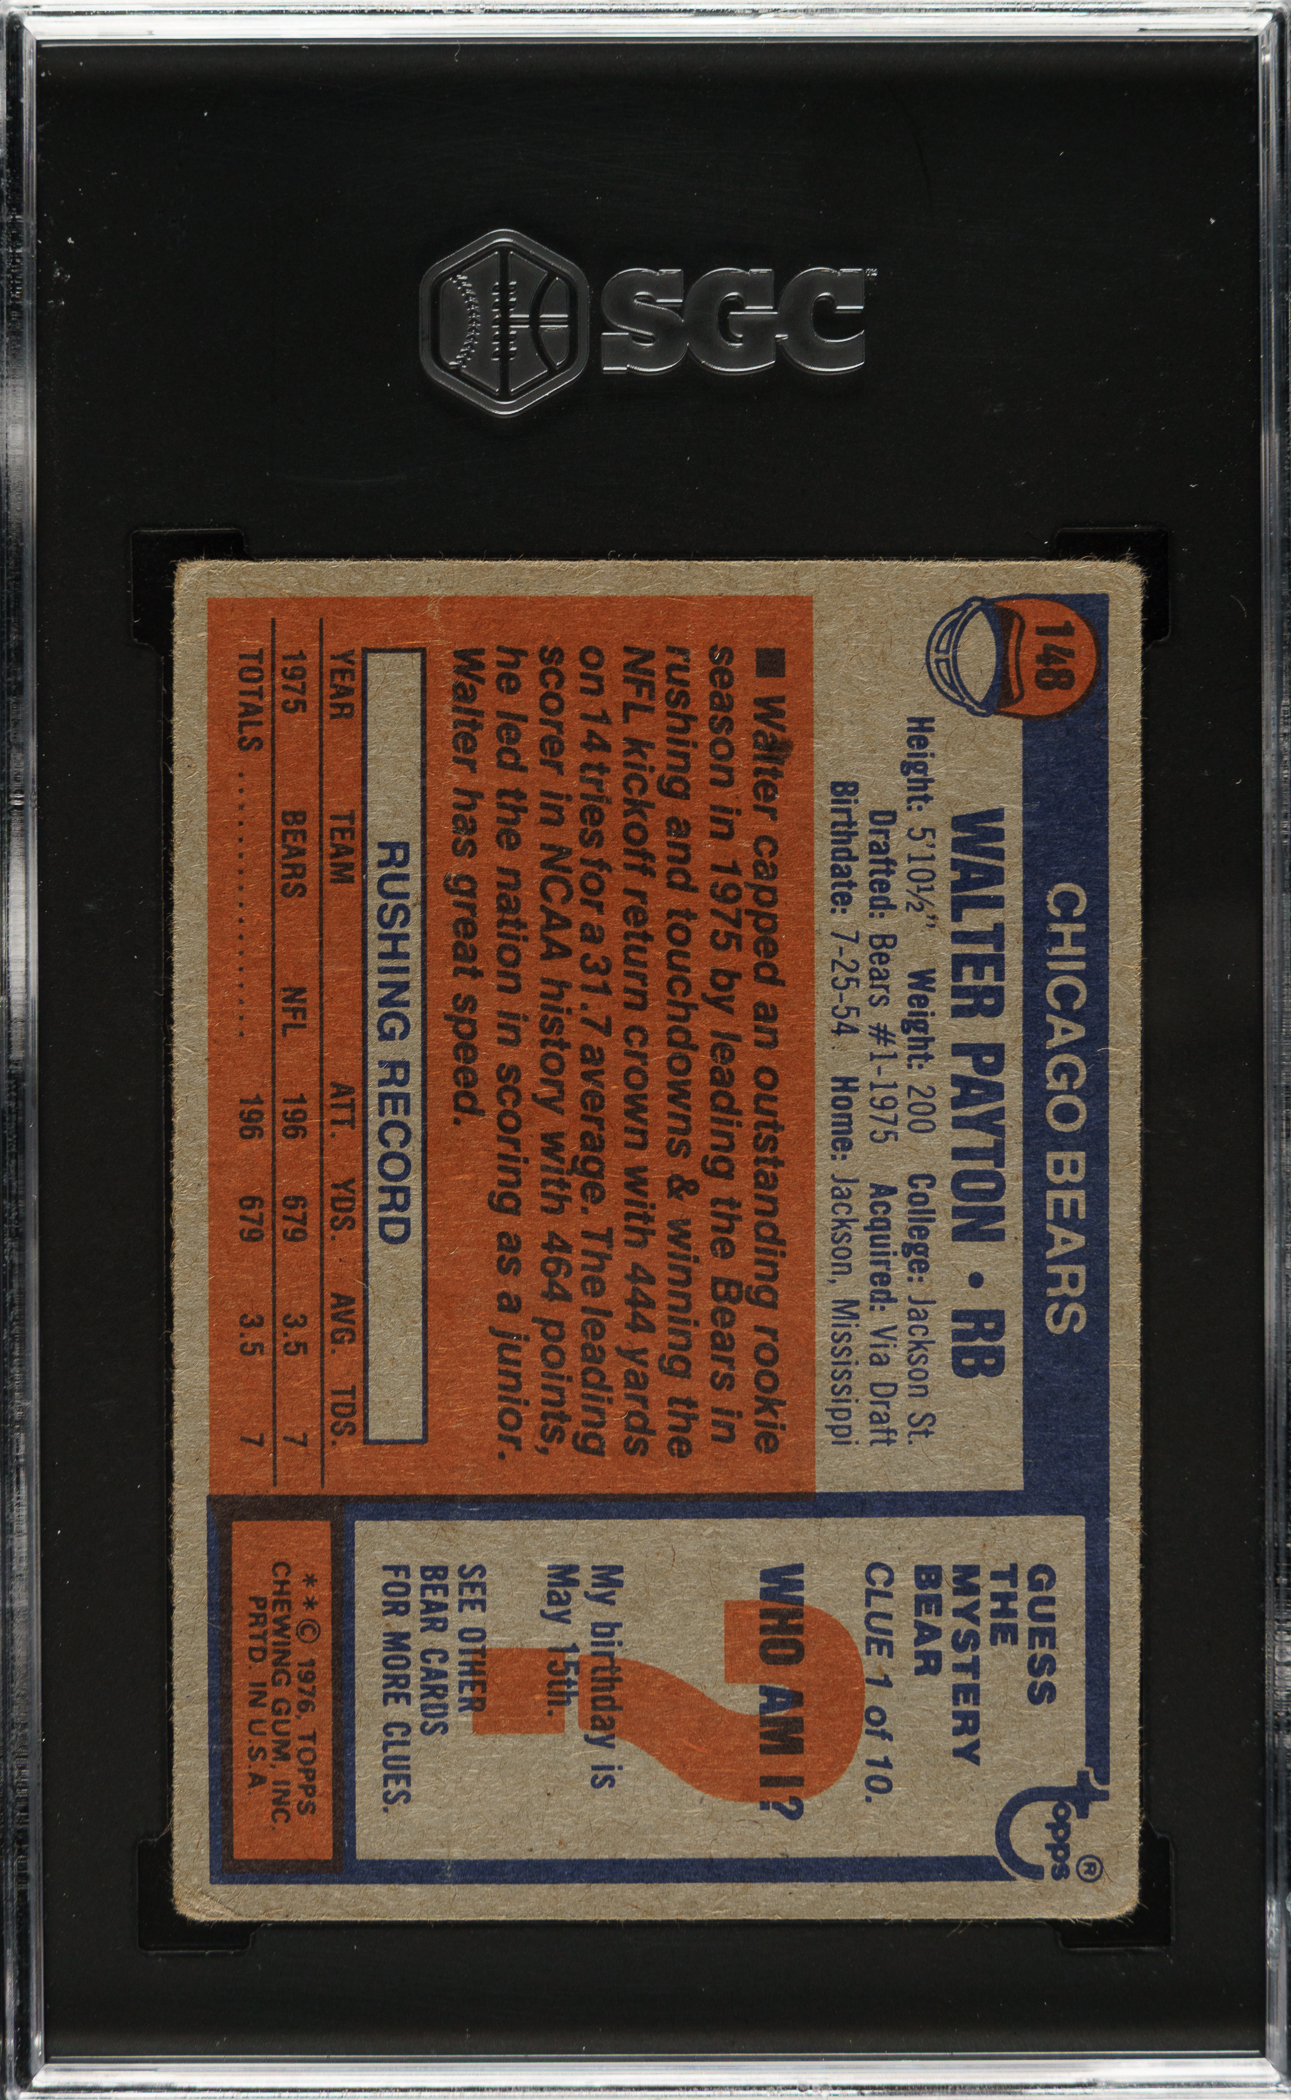 SGC
148
CHICAGO BEARS
WALTER PAYTON • RB
Height: 5'10½" Weight: 200 College: Jackson St.
Drafted: Bears #1-1975 Acquired: Via Draft
Birthdate: 7-25-54 Home: Jackson, Mississippi
■ Walter capped an outstanding rookie
season in 1975 by leading the Bears in
rushing and touchdowns & winning the
NFL kickoff return crown with 444 yards
on 14 tries for a 31.7 average. The leading
scorer in NCAA history with 464 points,
he led the nation in scoring as a junior.
Walter has great speed.
RUSHING RECORD
YEAR TEAM ATT. YDS. AVG. TDS.
1975 BEARS NFL 196 679 3.5 7
TOTALS .................... 196 679 3.5 7
GUESS
THE
MYSTERY
BEAR
CLUE 1 of 10.
WHO AM I?
?
My birthday is
May 15th.
SEE OTHER
BEAR CARDS
FOR MORE CLUES.
topps®
**© 1976, TOPPS
CHEWING GUM, INC.
PRTD. IN U.S.A.